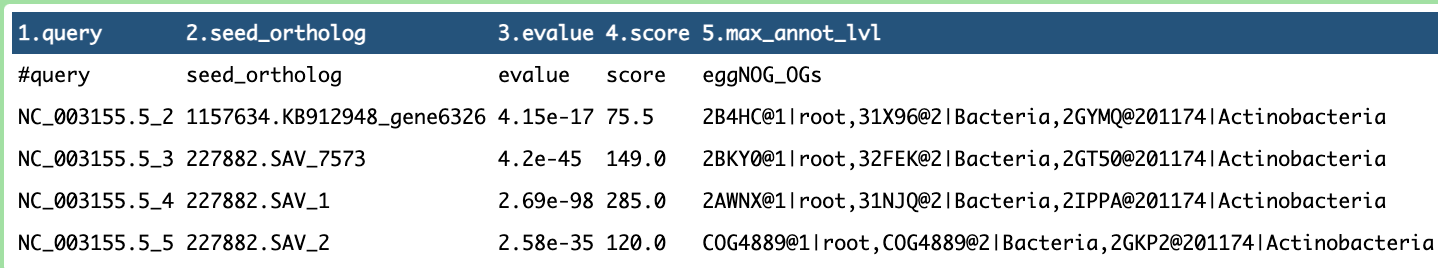 1.query 2.seed_ortholog 3.evalue 4.score 5.max_annot_lvl
#query seed_ortholog evalue score eggNOG_OGs
NC_003155.5_2 1157634.KB912948_gene6326 4.15e-17 75.5 2B4HC@1|root,31X96@2|Bacteria,2GYMQ@201174|Actinobacteria
NC_003155.5_3 227882.SAV_7573 4.2e-45 149.0 2BKY0@1|root,32FEK@2|Bacteria,2GT50@201174|Actinobacteria
NC_003155.5_4 227882.SAV_1 2.69e-98 285.0 2AWNX@1|root,31NJQ@2|Bacteria,2IPPA@201174|Actinobacteria
NC_003155.5_5 227882.SAV_2 2.58e-35 120.0 COG4889@1|root,COG4889@2|Bacteria,2GKP2@201174|Actinobacteria